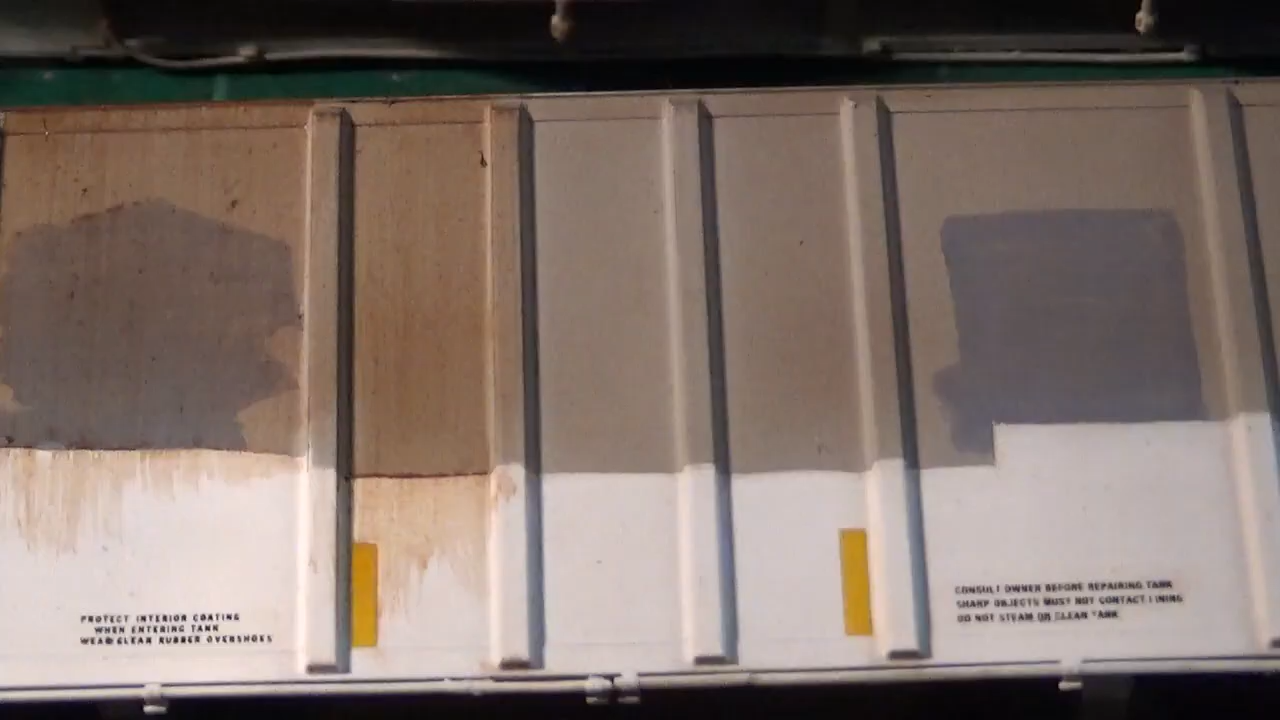 PROTECT INTERIOR COATING
WHEN ENTERING TANK
WEAR CLEAN RUBBER OVERSHOES
CONSULT OWNER BEFORE REPAIRING TANK
SHARP OBJECTS MUST NOT CONTACT LINING
DO NOT STEAM OR CLEAN TANK